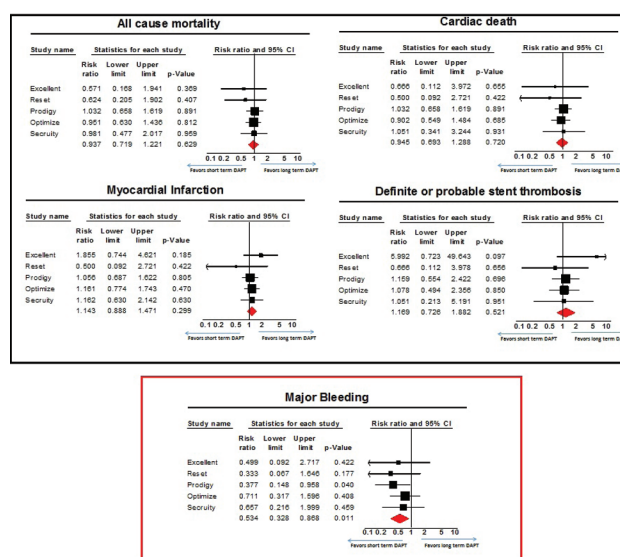 All cause mortality
Study name Statistics for each study Risk ratio and 95% CI
Risk Lower Upper
ratio limit limit p-Value
Excellent 0.571 0.168 1.941 0.369
Reset 0.624 0.205 1.902 0.407
Prodigy 1.032 0.658 1.619 0.891
Optimize 0.951 0.630 1.436 0.812
Secruity 0.981 0.477 2.017 0.959
0.937 0.719 1.221 0.629
0.1 0.2 0.5 1 2 5 10
Favors short term DAPT Favors long term DAPT
Cardiac death
Study name Statistics for each study Risk ratio and 95% CI
Risk Lower Upper
ratio limit limit p-Value
Excellent 0.666 0.112 3.972 0.655
Reset 0.500 0.092 2.721 0.422
Prodigy 1.032 0.658 1.619 0.891
Optimize 0.902 0.549 1.484 0.685
Secruity 1.051 0.341 3.244 0.931
0.945 0.693 1.288 0.720
0.1 0.2 0.5 1 2 5 10
Favors short term DAPT Favors long term DAPT
Myocardial Infarction
Study name Statistics for each study Risk ratio and 95% CI
Risk Lower Upper
ratio limit limit p-Value
Excellent 1.855 0.744 4.621 0.185
Reset 0.500 0.092 2.721 0.422
Prodigy 1.056 0.687 1.622 0.805
Optimize 1.161 0.774 1.743 0.470
Secruity 1.162 0.630 2.142 0.630
1.143 0.888 1.471 0.299
0.1 0.2 0.5 1 2 5 10
Favors short term DAPT Favors long term DAPT
Definite or probable stent thrombosis
Study name Statistics for each study Risk ratio and 95% CI
Risk Lower Upper
ratio limit limit p-Value
Excellent 5.992 0.723 49.643 0.097
Reset 0.666 0.112 3.978 0.656
Prodigy 1.159 0.554 2.422 0.696
Optimize 1.078 0.494 2.356 0.850
Secruity 1.051 0.213 5.191 0.951
1.169 0.726 1.882 0.521
0.1 0.2 0.5 1 2 5 10
Favors short term DAPT Favors long term DAPT
Major Bleeding
Study name Statistics for each study Risk ratio and 95% CI
Risk Lower Upper
ratio limit limit p-Value
Excellent 0.499 0.092 2.717 0.422
Reset 0.333 0.067 1.646 0.177
Prodigy 0.377 0.148 0.958 0.040
Optimize 0.711 0.317 1.596 0.408
Secruity 0.657 0.216 1.999 0.459
0.534 0.328 0.868 0.011
0.1 0.2 0.5 1 2 5 10
Favors short term DAPT Favors long term DAPT